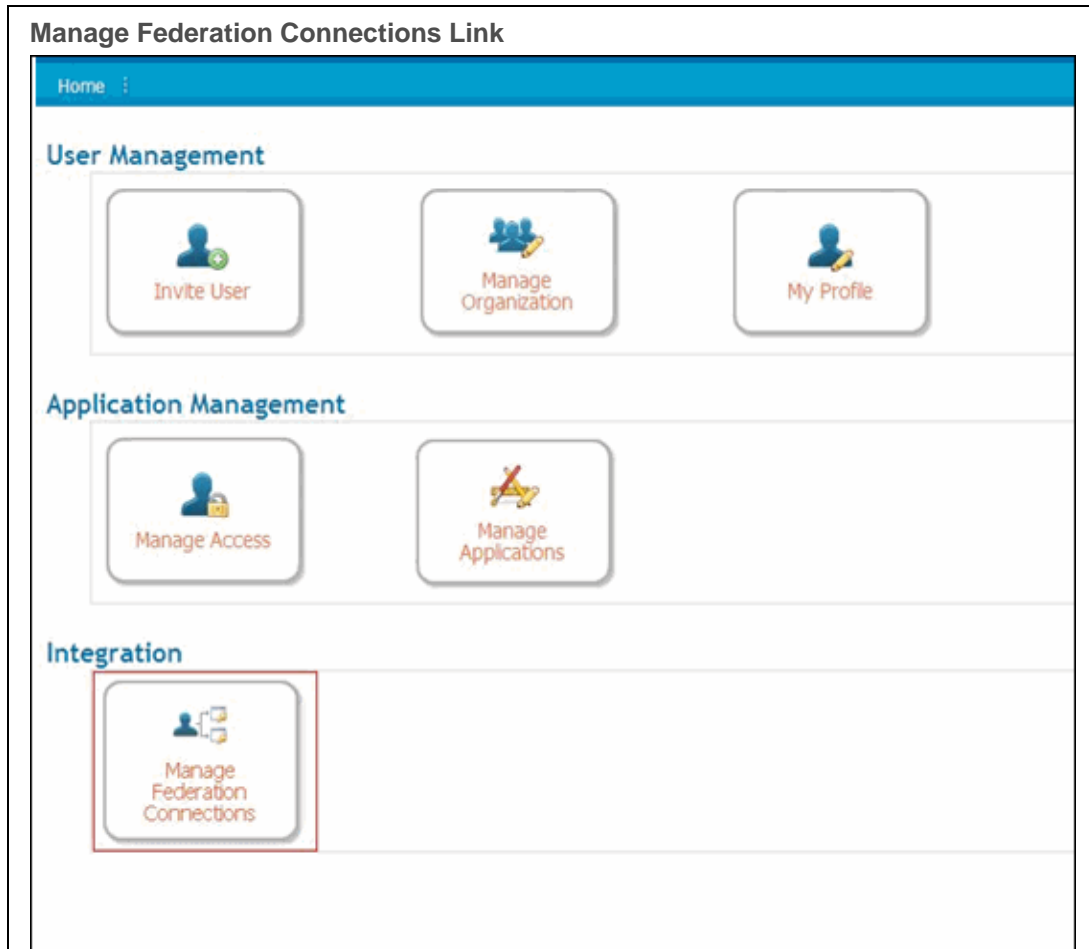 Manage Federation Connections Link
Home
User Management
Invite User
Manage
Organization
My Profile
Application Management
Manage Access
Manage
Applications
Integration
Manage
Federation
Connections